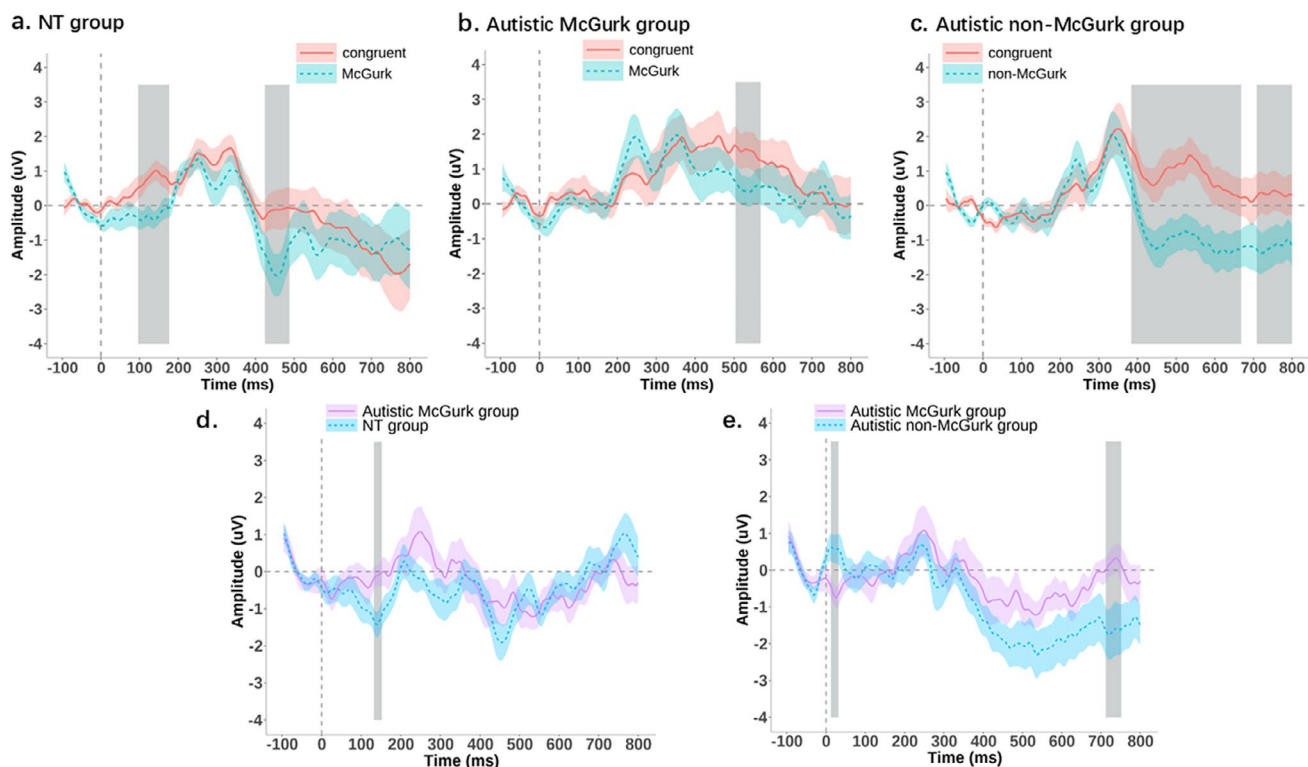 a. NT group
congruent
McGurk
4
3
2
1
0
-1
-2
-3
-4
Amplitude (uV)
-100 0 100 200 300 400 500 600 700 800
Time (ms)
b. Autistic McGurk group
congruent
McGurk
4
3
2
1
0
-1
-2
-3
-4
Amplitude (uV)
-100 0 100 200 300 400 500 600 700 800
Time (ms)
c. Autistic non-McGurk group
congruent
non-McGurk
4
3
2
1
0
-1
-2
-3
-4
Amplitude (uV)
-100 0 100 200 300 400 500 600 700 800
Time (ms)
d.
Autistic McGurk group
NT group
4
3
2
1
0
-1
-2
-3
-4
Amplitude (uV)
-100 0 100 200 300 400 500 600 700 800
Time (ms)
e.
Autistic McGurk group
Autistic non-McGurk group
4
3
2
1
0
-1
-2
-3
-4
Amplitude (uV)
-100 0 100 200 300 400 500 600 700 800
Time (ms)